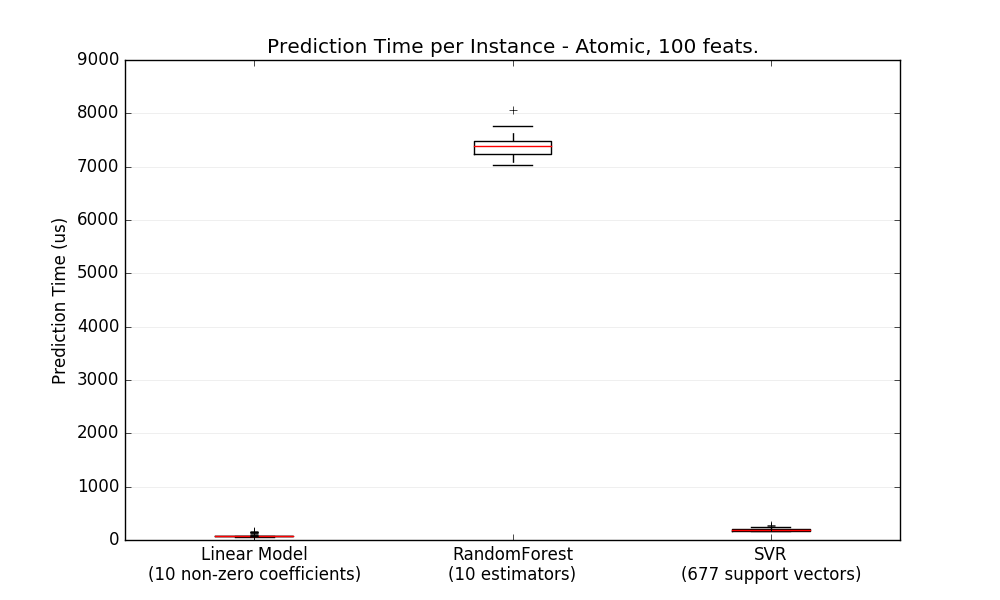 Prediction Time per Instance - Atomic, 100 feats.
9000
8000
7000
6000
5000
4000
3000
2000
1000
0
Prediction Time (us)
Linear Model
(10 non-zero coefficients)
RandomForest
(10 estimators)
SVR
(677 support vectors)